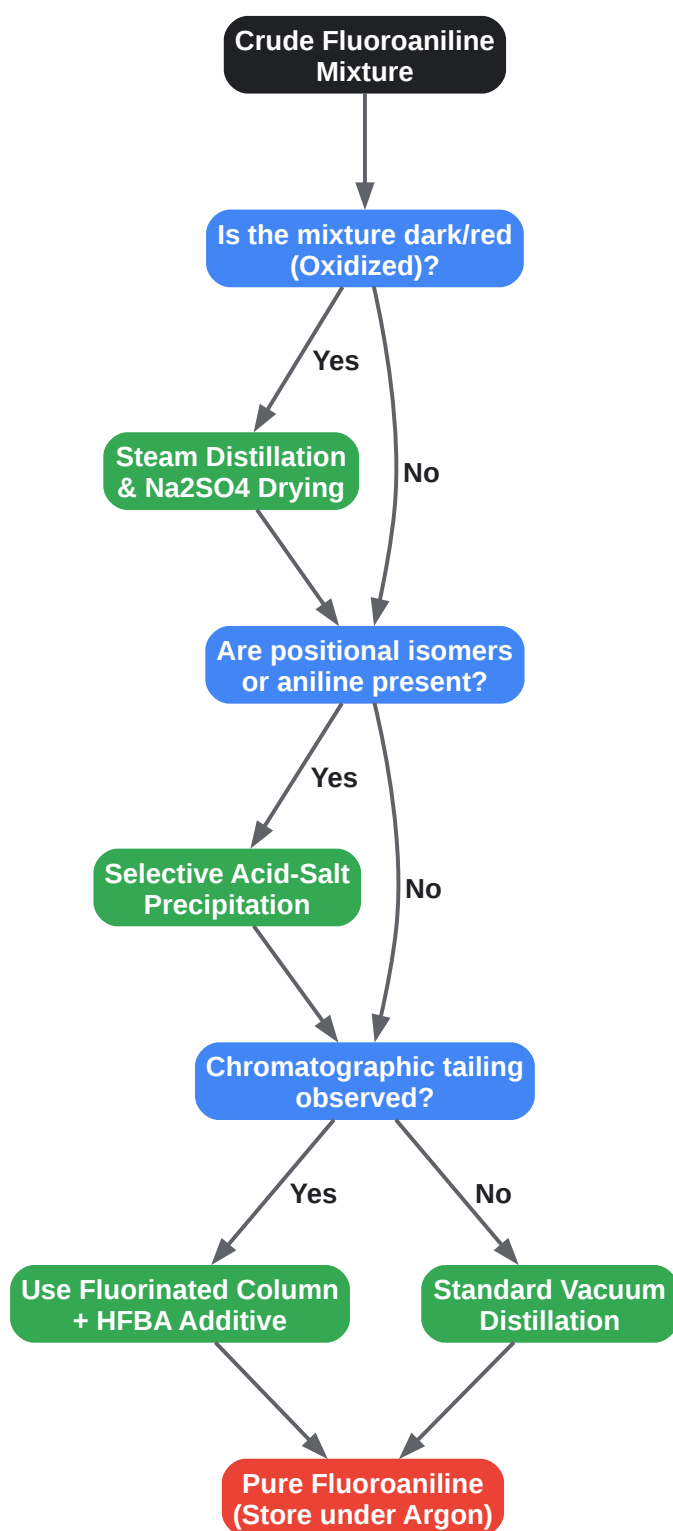 Crude Fluoroaniline
Mixture
Is the mixture dark/red
(Oxidized)?
Yes
Steam Distillation
& Na2SO4 Drying
No
Are positional isomers
or aniline present?
Yes
Selective Acid-Salt
Precipitation
No
Chromatographic tailing
observed?
Yes
No
Use Fluorinated Column
+ HFBA Additive
Standard Vacuum
Distillation
Pure Fluoroaniline
(Store under Argon)